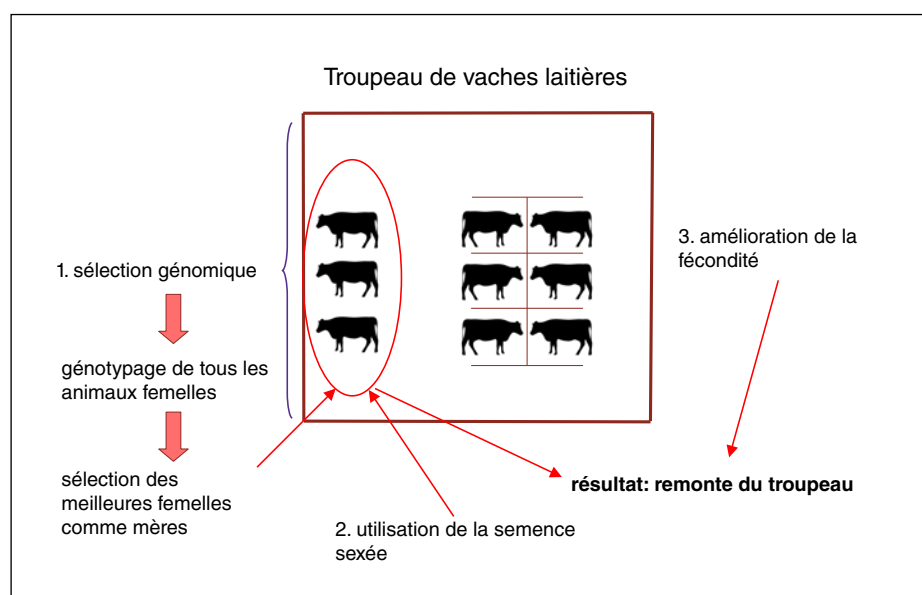 Troupeau de vaches laitières
1. sélection génomique
génotypage de tous les
animaux femelles
sélection des
meilleures femelles
comme mères
2. utilisation de la semence
sexée
3. amélioration de la
fécondité
résultat: remonte du troupeau